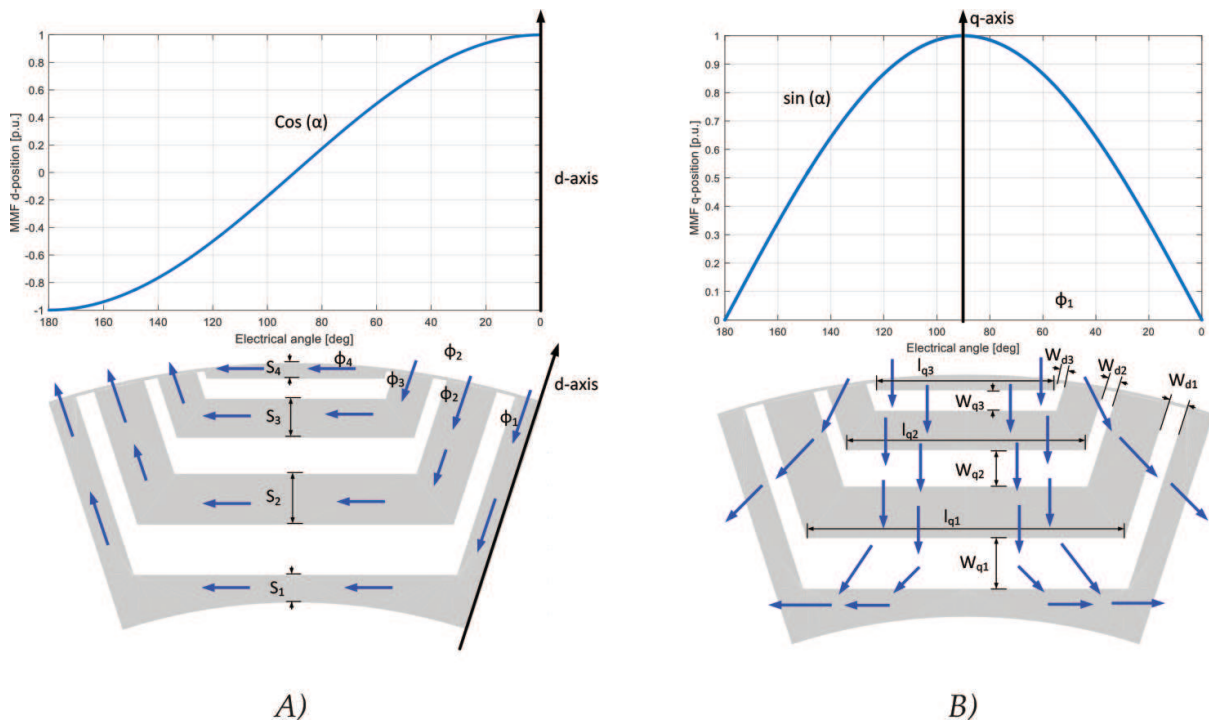 1
0.8
0.6
0.4
0.2
0
-0.2
-0.4
-0.6
-0.8
-1
MMF d-position [p.u.]
Cos (α)
d-axis
180 160 140 120 100 80 60 40 20 0
Electrical angle [deg]
S4
ϕ4
ϕ2
ϕ3
ϕ2
ϕ1
d-axis
S3
S2
S1
A)
q-axis
1
0.9
0.8
0.7
0.6
0.5
0.4
0.3
0.2
0.1
0
MMF q-position [p.u.]
sin (α)
ϕ1
180 160 140 120 100 80 60 40 20 0
Electrical angle [deg]
lq3
Wd3
Wd2
Wd1
Wq3
lq2
Wq2
lq1
Wq1
B)